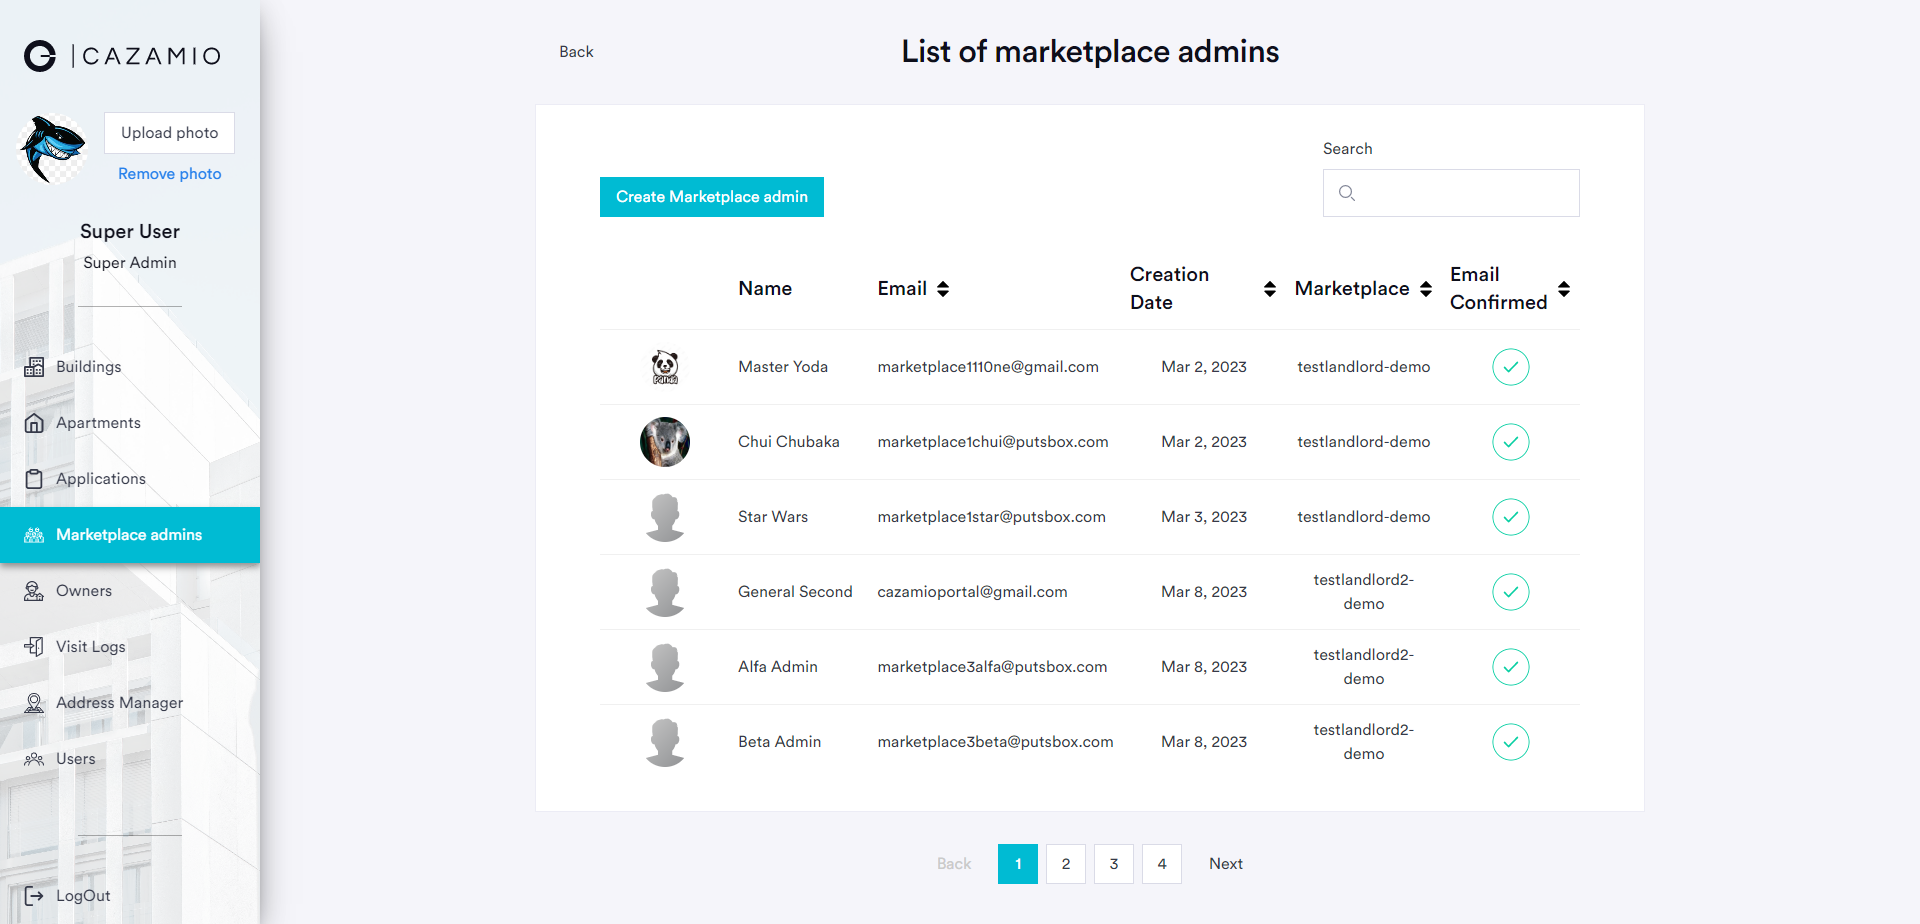 CAZAMIO
Upload photo
Remove photo
Super User
Super Admin
Buildings
Apartments
Applications
Marketplace admins
Owners
Visit Logs
Address Manager
Users
LogOut
Back
List of marketplace admins
Search
Create Marketplace admin
Name Email Creation Date Marketplace Email Confirmed
Panda
Master Yoda marketplace1110ne@gmail.com Mar 2, 2023 testlandlord-demo
Chui Chubaka marketplace1chui@putsbox.com Mar 2, 2023 testlandlord-demo
Star Wars marketplace1star@putsbox.com Mar 3, 2023 testlandlord-demo
General Second cazamioportal@gmail.com Mar 8, 2023 testlandlord2-
demo
Alfa Admin marketplace3alfa@putsbox.com Mar 8, 2023 testlandlord2-
demo
Beta Admin marketplace3beta@putsbox.com Mar 8, 2023 testlandlord2-
demo
Back 1 2 3 4 Next